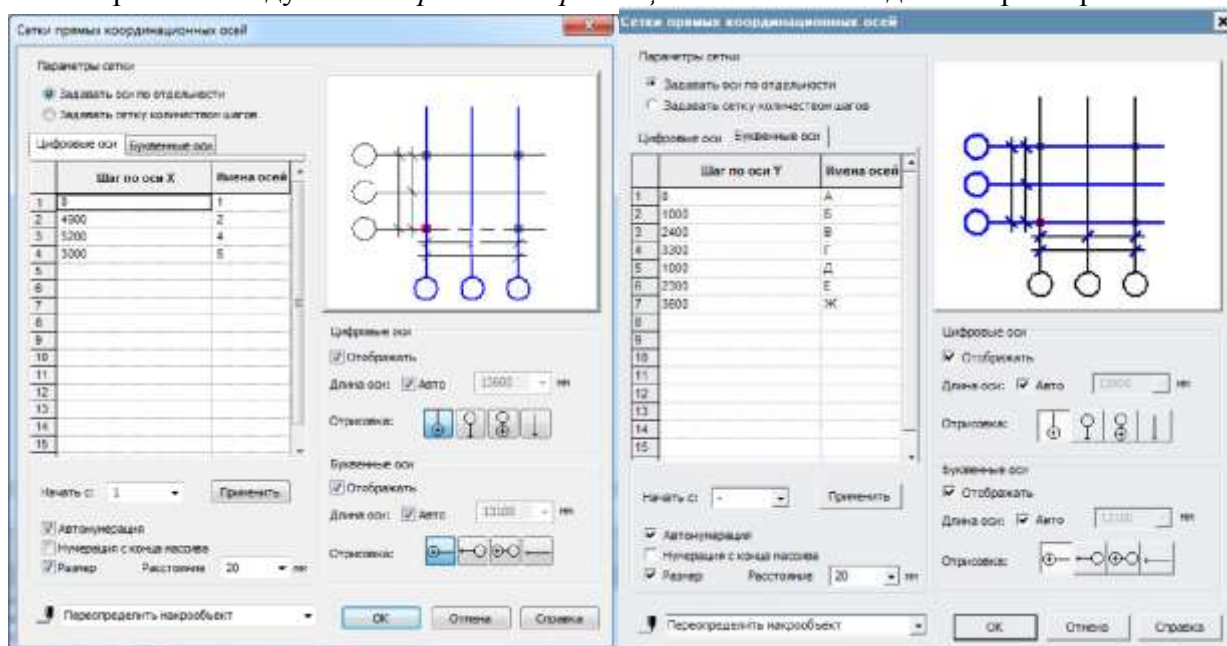 Сетки прямых координационных осей
Параметры сетки
Задавать оси по отдельности
Задавать сетку количеством шагов
Цифровые оси Буквенные оси
Шаг по оси X Имена осей
1 0 1
2 4900 2
3 5200 4
4 3000 5
5
6
7
8
9
10
11
12
13
14
15
Начать с: 1 Применить
Автонумерация
Нумерация с конца массива
Размер Расстояние 20 мм
Переопределить макрообъект
Цифровые оси
Отображать
Длина оси: Авто мм
Отрисовка:
Буквенные оси
Отображать
Длина оси: Авто 13100 мм
Отрисовка:
OK Отмена Справка
Сетки прямых координационных осей
Параметры сетки
Задавать оси по отдельности
Задавать сетку количеством шагов
Цифровые оси Буквенные оси
Шаг по оси Y Имена осей
1 0 А
2 1000 Б
3 2400 В
4 3300 Г
5 1000 Д
6 Е
7 3600 Ж
8
9
10
11
12
13
14
15
Начать с: - Применить
Автонумерация
Нумерация с конца массива
Размер Расстояние 20 мм
Переопределить макрообъект
Цифровые оси
Отображать
Длина оси: Авто мм
Отрисовка:
Буквенные оси
Отображать
Длина оси: Авто мм
Отрисовка:
OK Отмена Справка